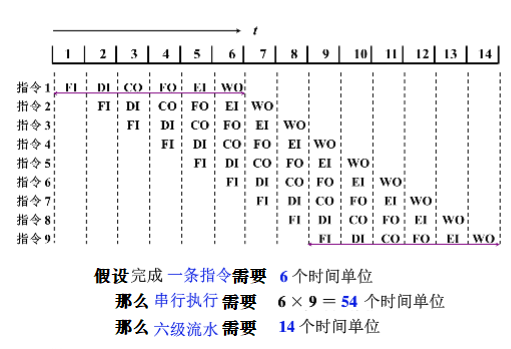 t
1 2 3 4 5 6 7 8 9 10 11 12 13 14
指令 1 FI DI CO FO EI WO
指令 2 FI DI CO FO EI WO
指令 3 FI DI CO FO EI WO
指令 4 FI DI CO FO EI WO
指令 5 FI DI CO FO EI WO
指令 6 FI DI CO FO EI WO
指令 7 FI DI CO FO EI WO
指令 8 FI DI CO FO EI WO
指令 9 FI DI CO FO EI WO
假设完成 一条指令需要 6 个时间单位
那么 串行执行 需要 6 × 9 = 54 个时间单位
那么 六级流水 需要 14 个时间单位